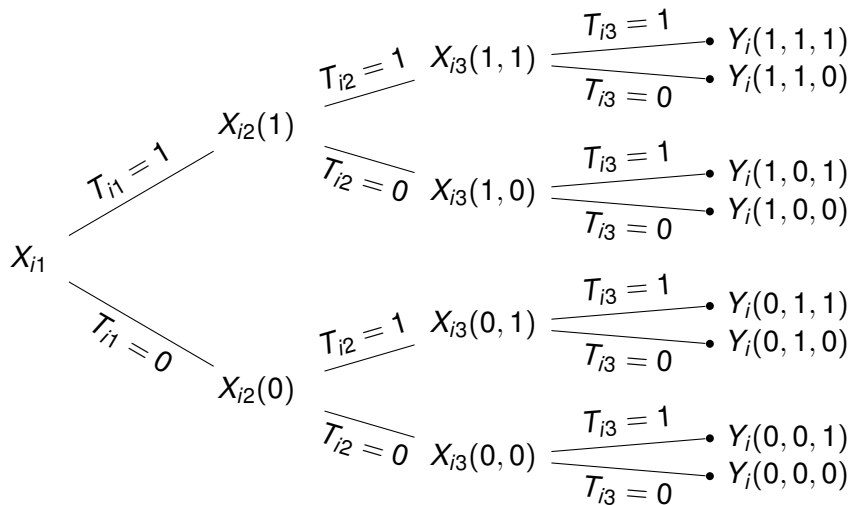 T_{i3} = 1
Y_i(1, 1, 1)
X_{i3}(1, 1)
T_{i2} = 1
Y_i(1, 1, 0)
T_{i3} = 0
X_{i2}(1)
T_{i3} = 1
Y_i(1, 0, 1)
T_{i2} = 0
X_{i3}(1, 0)
T_{i1} = 1
Y_i(1, 0, 0)
T_{i3} = 0
X_{i1}
T_{i3} = 1
Y_i(0, 1, 1)
X_{i3}(0, 1)
T_{i2} = 1
T_{i1} = 0
Y_i(0, 1, 0)
T_{i3} = 0
X_{i2}(0)
T_{i3} = 1
Y_i(0, 0, 1)
T_{i2} = 0
X_{i3}(0, 0)
Y_i(0, 0, 0)
T_{i3} = 0